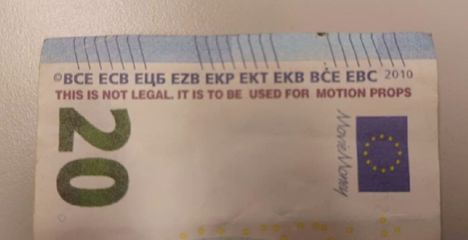 ©BCE ECB ЕЦБ EZB EKP EKT EKB BĊE EBC 2010
THIS IS NOT LEGAL. IT IS TO BE USED FOR MOTION PROPS
20
MovieMoney